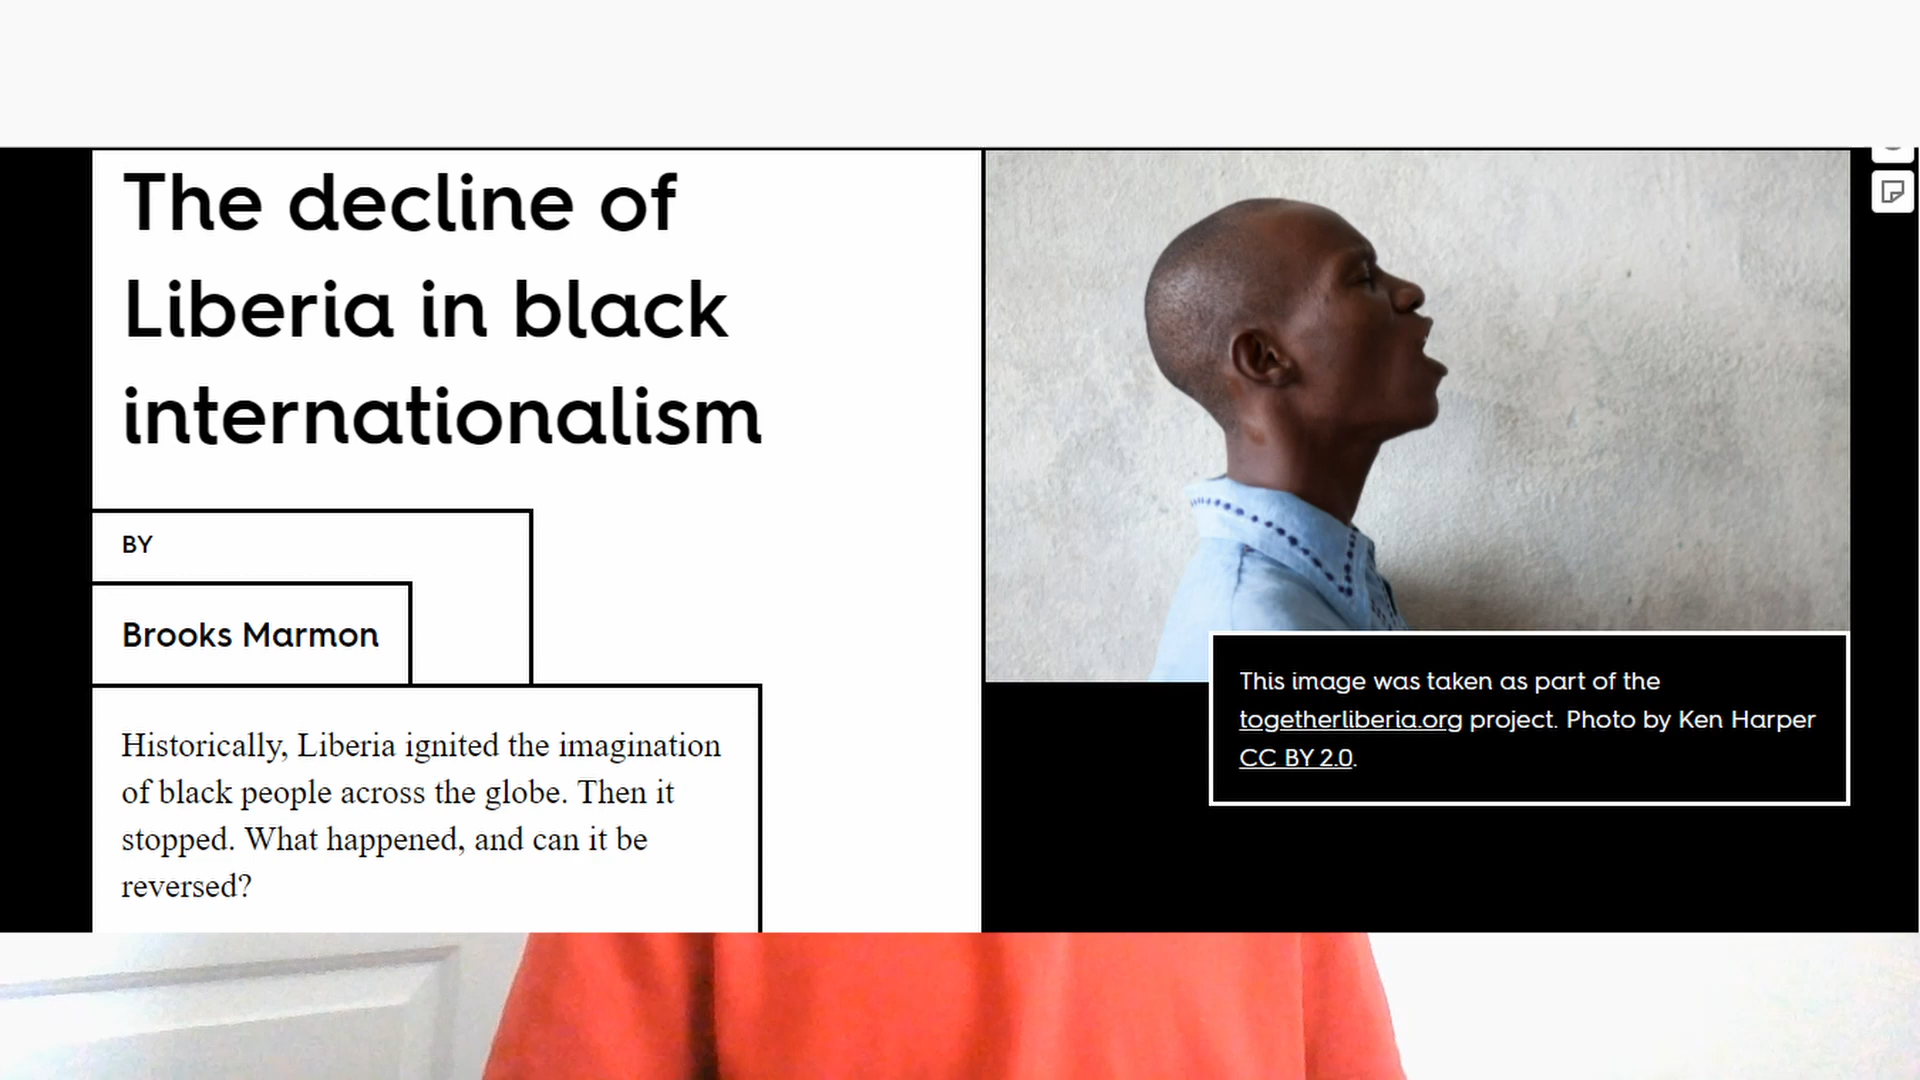 The decline of
Liberia in black
internationalism
BY
Brooks Marmon
Historically, Liberia ignited the imagination
of black people across the globe. Then it
stopped. What happened, and can it be
reversed?
This image was taken as part of the
togetherliberia.org project. Photo by Ken Harper
CC BY 2.0.